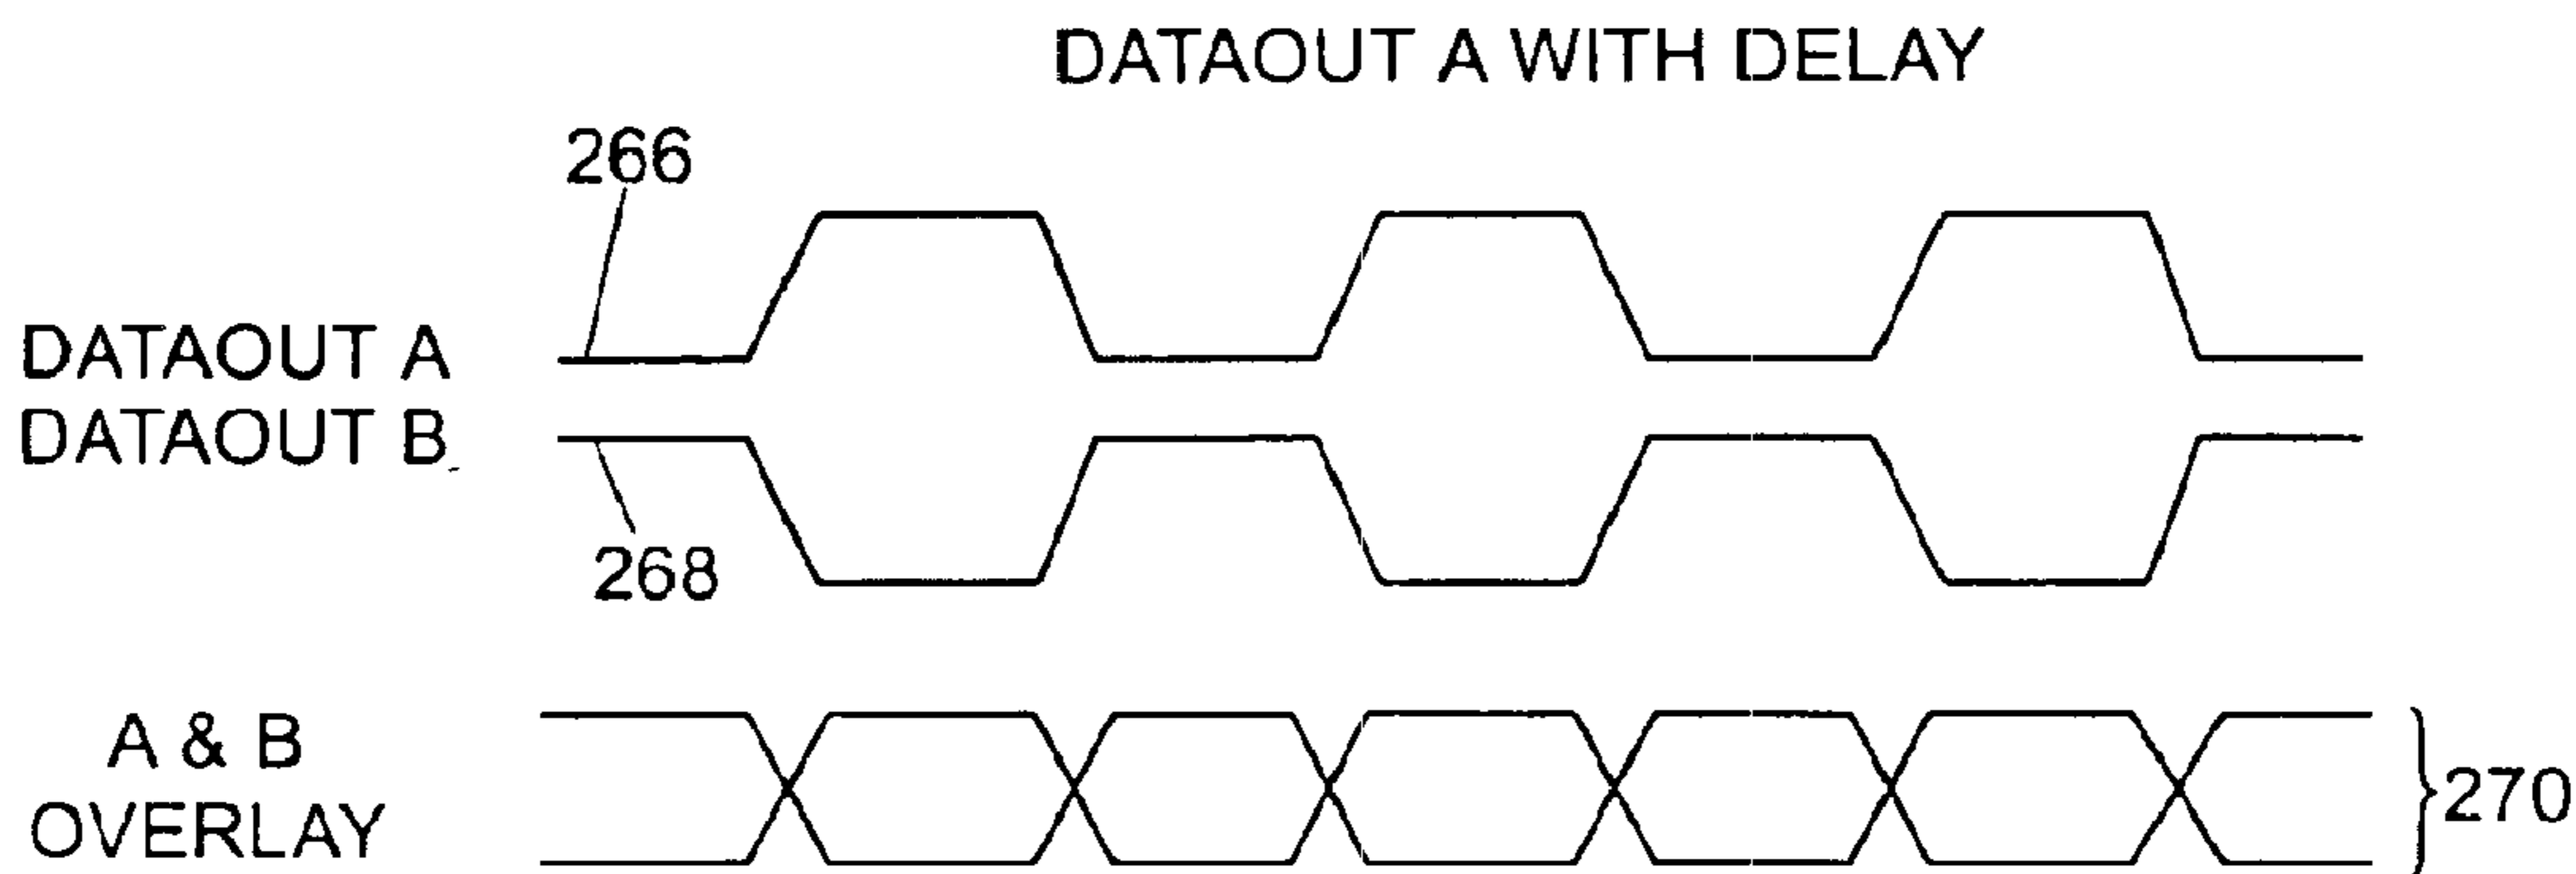 DATAOUT A WITH DELAY
266
DATAOUT A
DATAOUT B
268
A & B
OVERLAY
270